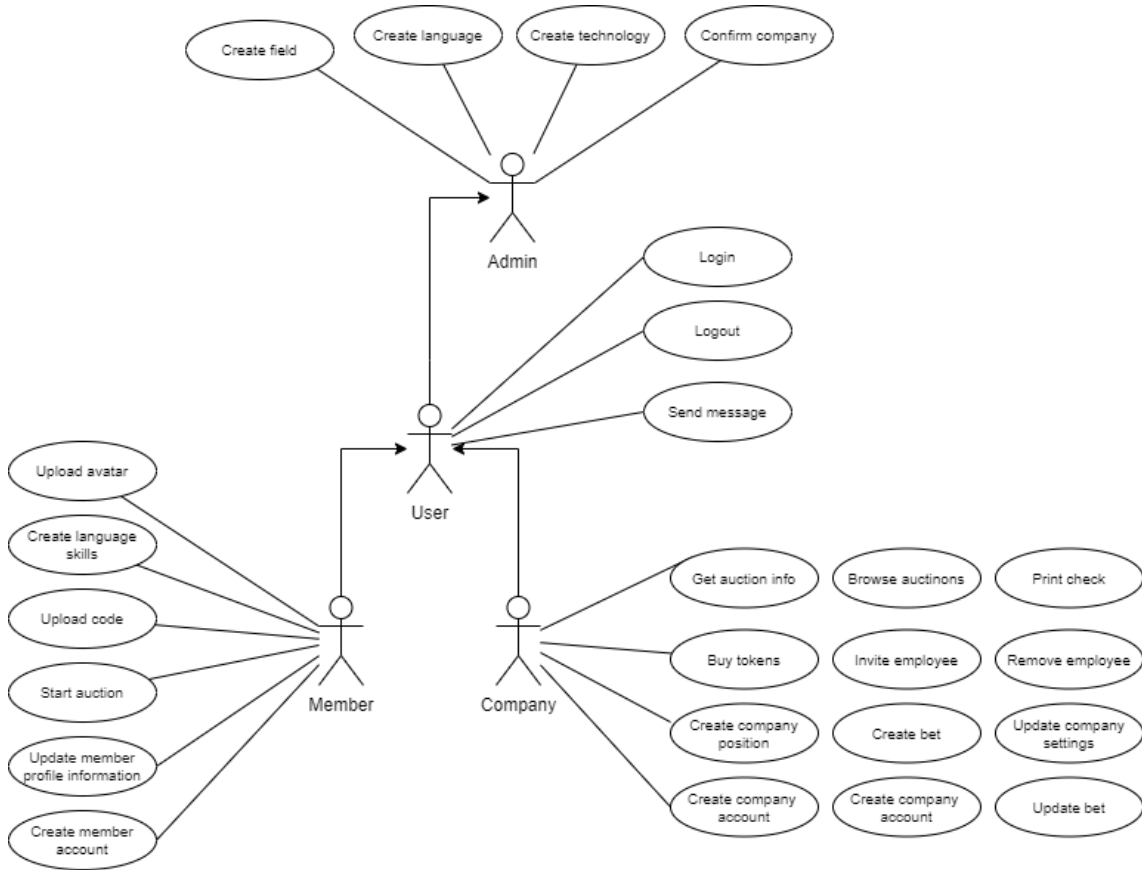 Create field
Create language
Create technology
Confirm company
Admin
Login
Logout
Send message
User
Upload avatar
Create language
skills
Upload code
Start auction
Update member
profile information
Create member
account
Member
Company
Get auction info
Browse auctinons
Print check
Buy tokens
Invite employee
Remove employee
Create company
position
Create bet
Update company
settings
Create company
account
Create company
account
Update bet